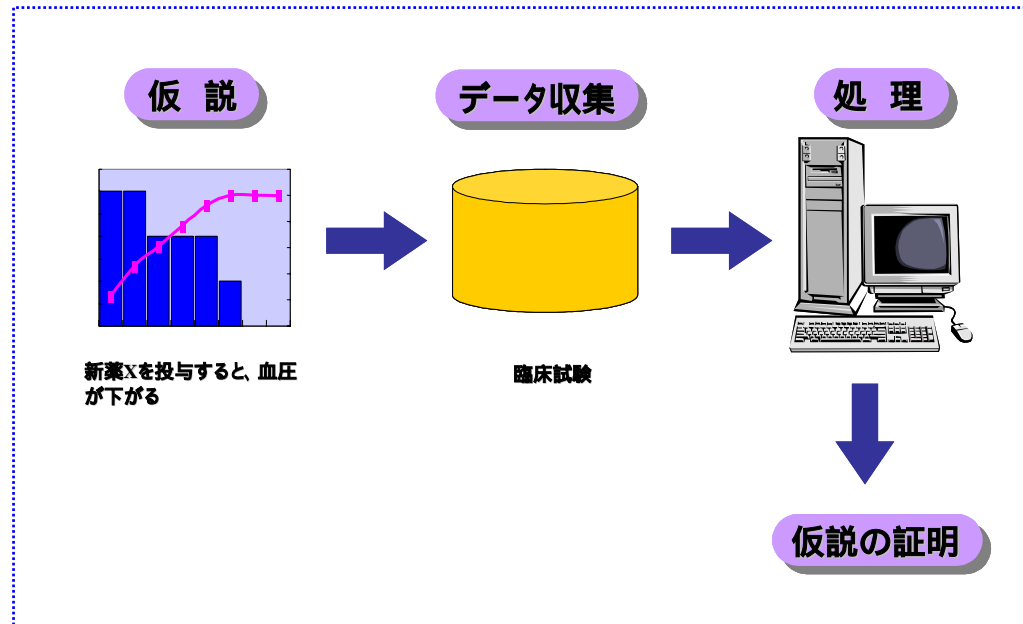 仮 説
データ収集
処 理
新薬Xを投与すると、血圧
が下がる
臨床試験
仮説の証明